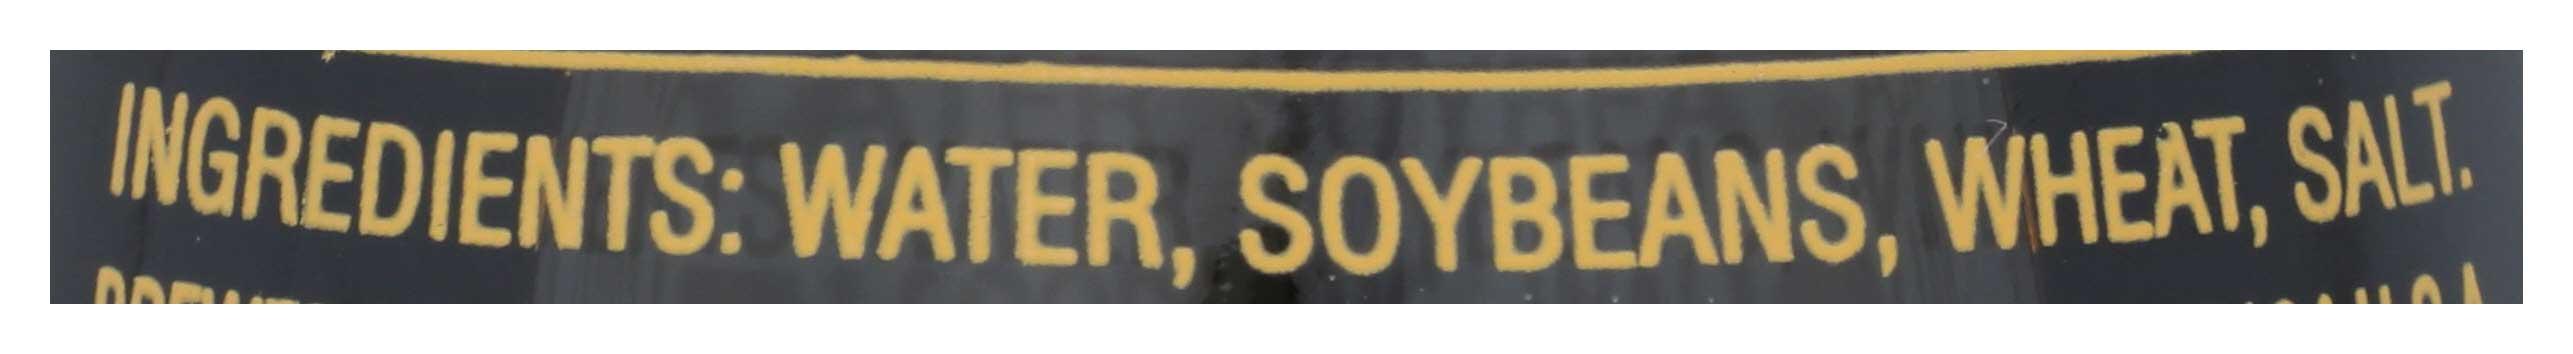 INGREDIENTS: WATER, SOYBEANS, WHEAT, SALT.